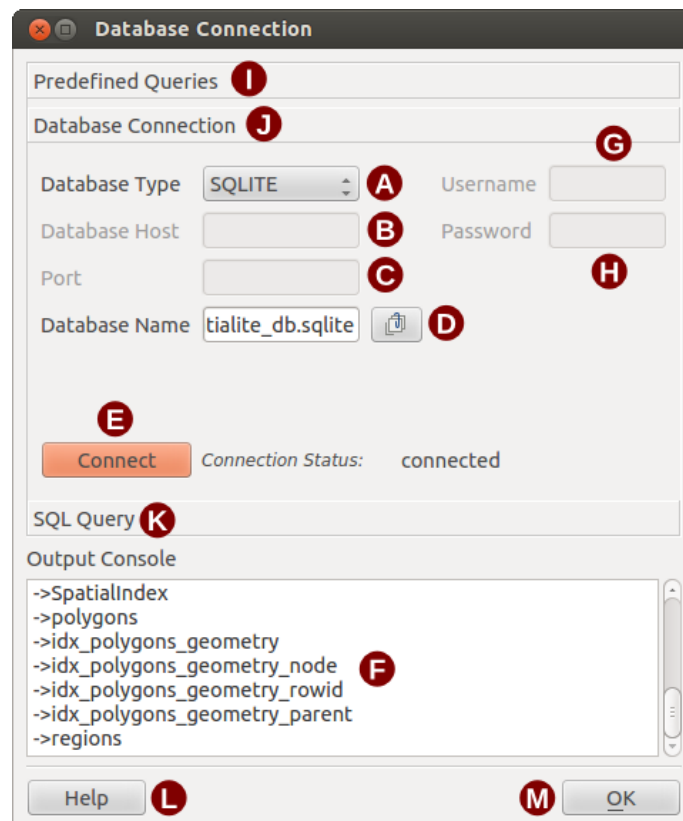 Database Connection
Predefined Queries I
Database Connection J
G
Database Type SQLITE A Username
Database Host B Password
Port C H
Database Name tialite_db.sqlite D
E
Connect Connection Status: connected
SQL Query K
Output Console
->SpatialIndex
->polygons
->idx_polygons_geometry
->idx_polygons_geometry_node F
->idx_polygons_geometry_rowid
->idx_polygons_geometry_parent
->regions
Help L M OK